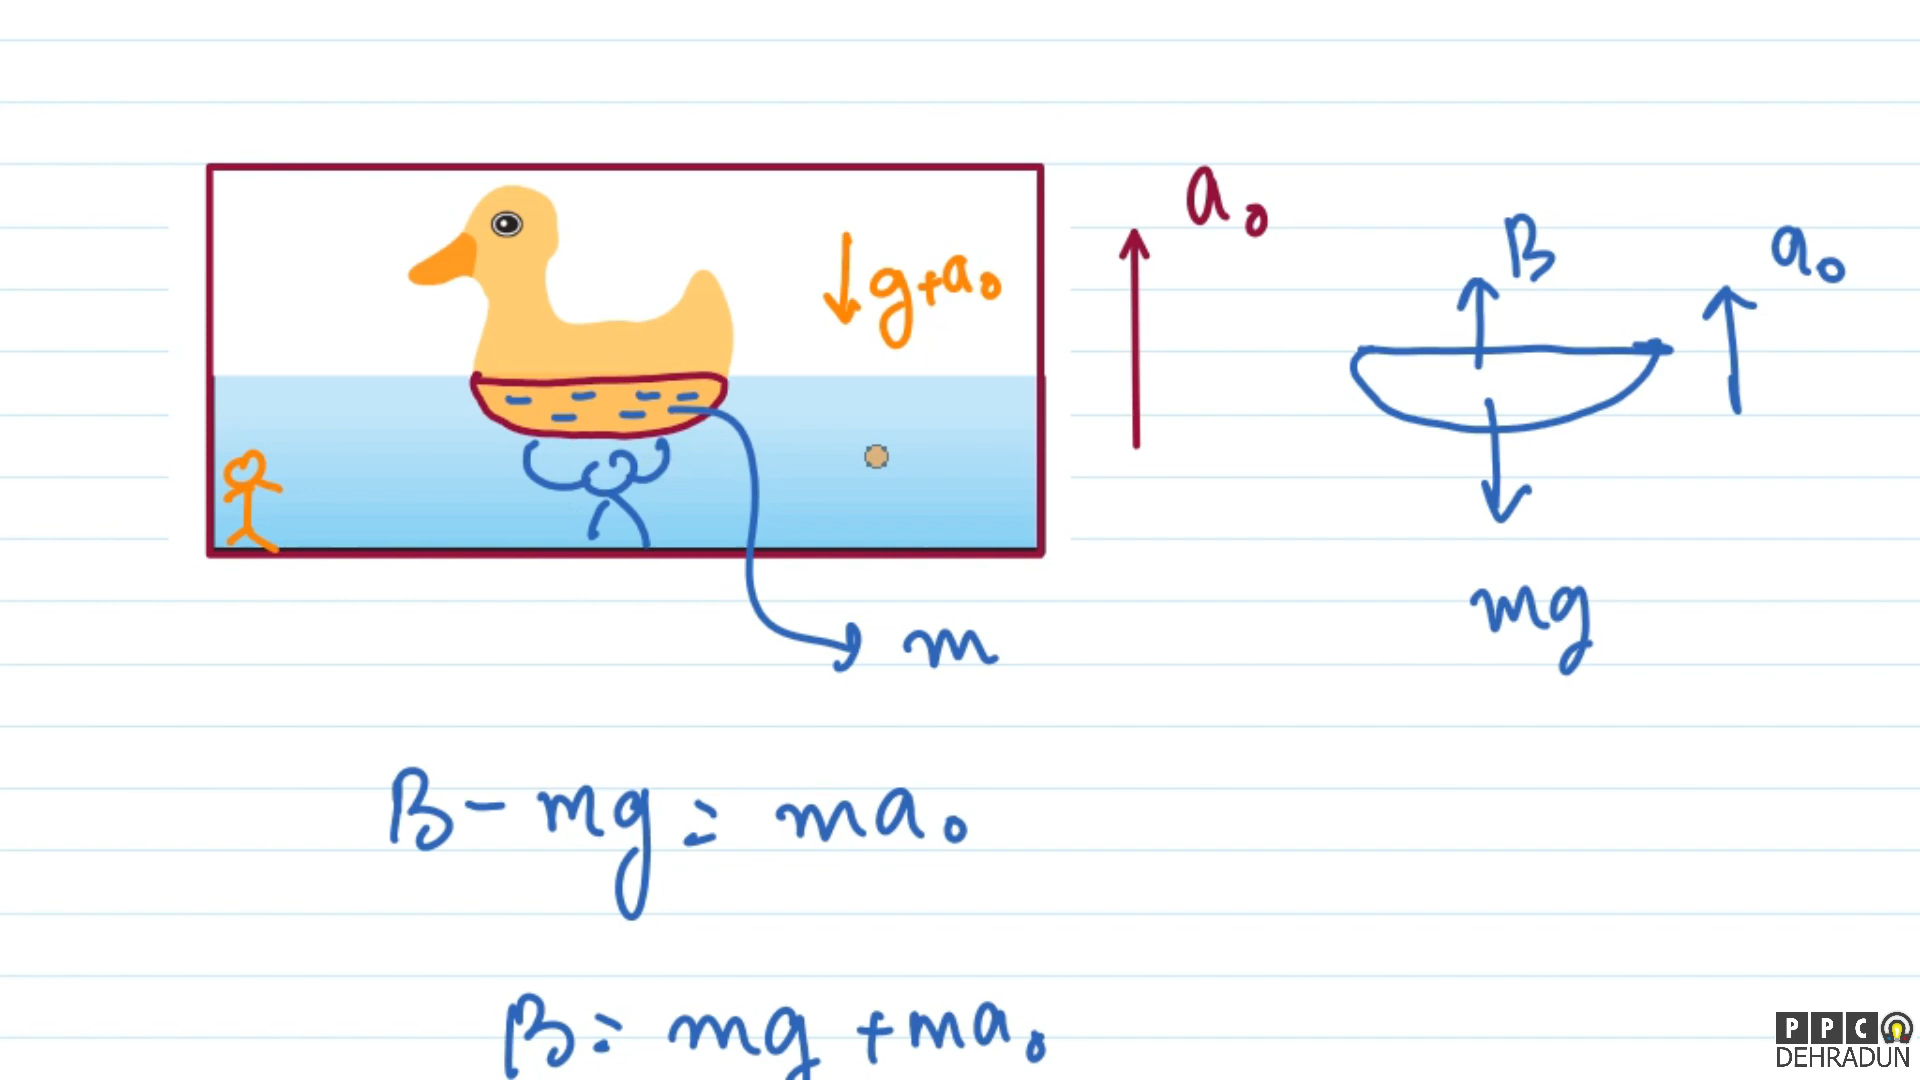 a₀
B
a₀
↓ g+a₀
mg
m
B - mg = ma₀
B = mg + ma₀
PPC
DEHRADUN